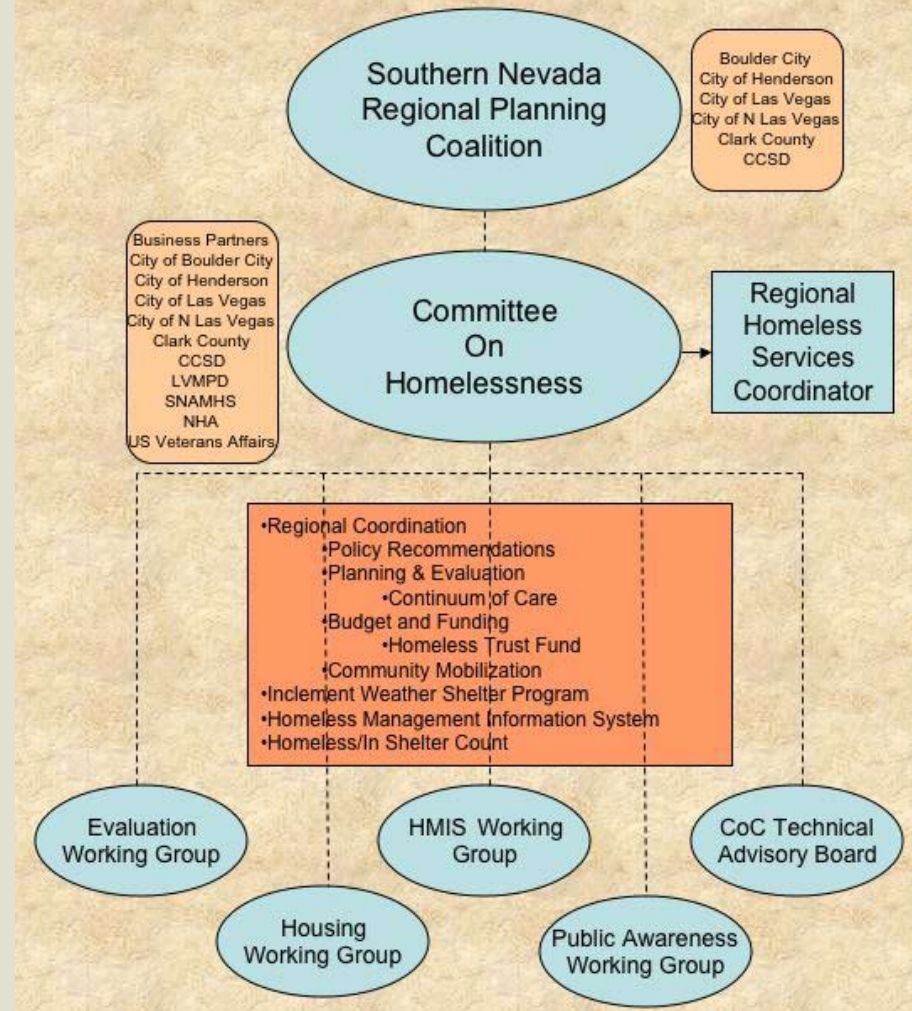 Southern Nevada
Regional Planning
Coalition
Boulder City
City of Henderson
City of Las Vegas
City of N Las Vegas
Clark County
CCSD
Business Partners
City of Boulder City
City of Henderson
City of Las Vegas
City of N Las Vegas
Clark County
CCSD
LVMPD
SNAMHS
NHA
US Veterans Affairs
Committee
On
Homelessness
Regional
Homeless
Services
Coordinator
•Regional Coordination
•Policy Recommendations
•Planning & Evaluation
•Continuum of Care
•Budget and Funding
•Homeless Trust Fund
•Community Mobilization
•Inclement Weather Shelter Program
•Homeless Management Information System
•Homeless/In Shelter Count
Evaluation
Working Group
HMIS Working
Group
CoC Technical
Advisory Board
Housing
Working Group
Public Awareness
Working Group